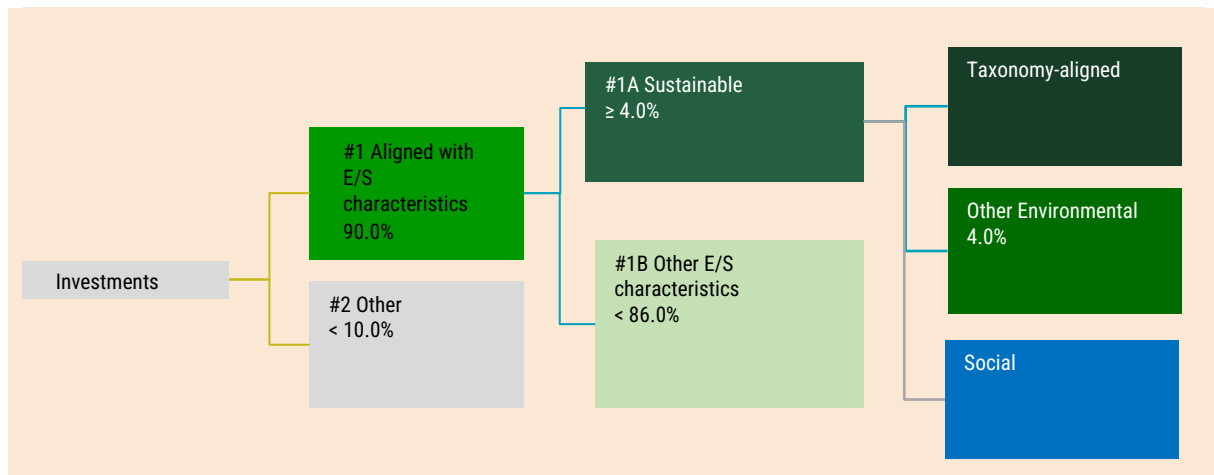 Investments
#1 Aligned with
E/S
characteristics
90.0%
#2 Other
< 10.0%
#1A Sustainable
≥ 4.0%
#1B Other E/S
characteristics
< 86.0%
Taxonomy-aligned
Other Environmental
4.0%
Social